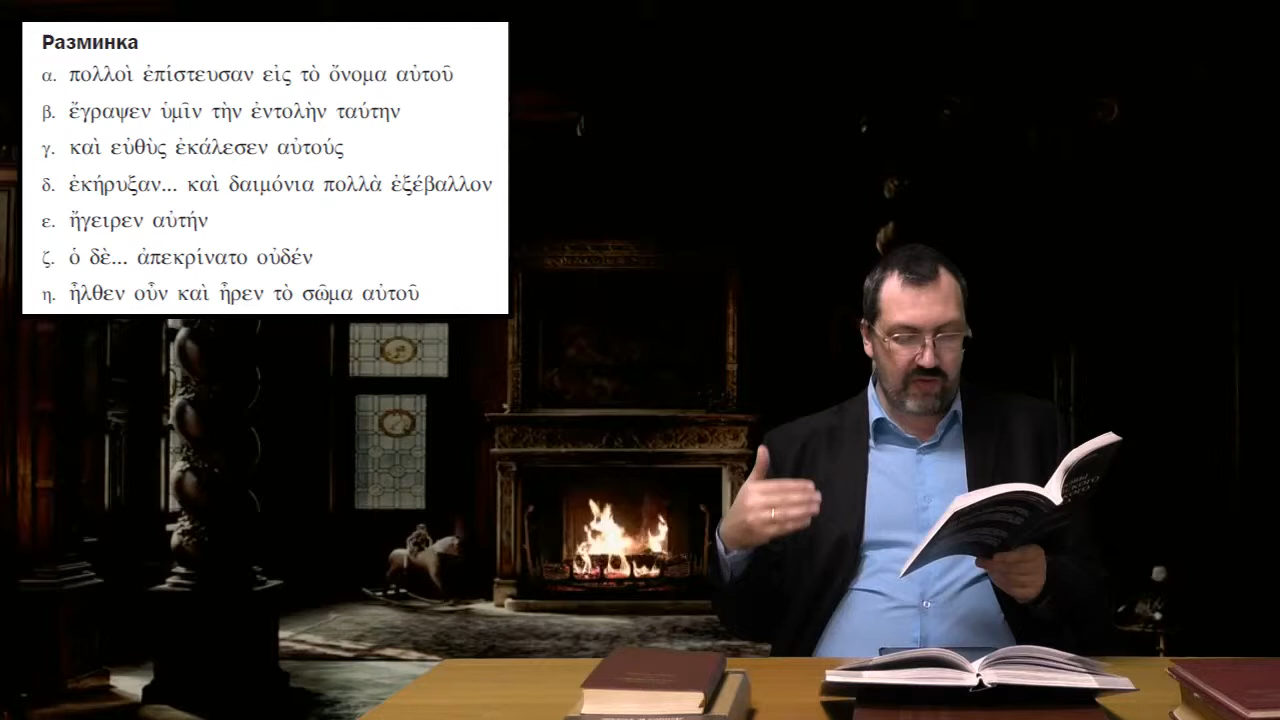 Разминка
α. πολλοὶ ἐπίστευσαν εἰς τὸ ὄνομα αὐτοῦ
β. ἔγραψεν ὑμῖν τὴν ἐντολὴν ταύτην
γ. καὶ εὐθὺς ἐκάλεσεν αὐτούς
δ. ἐκήρυξαν... καὶ δαιμόνια πολλὰ ἐξέβαλλον
ε. ἤγειρεν αὐτήν
ζ. ὁ δὲ... ἀπεκρίνατο οὐδέν
η. ἦλθεν οὖν καὶ ἦρεν τὸ σῶμα αὐτοῦ